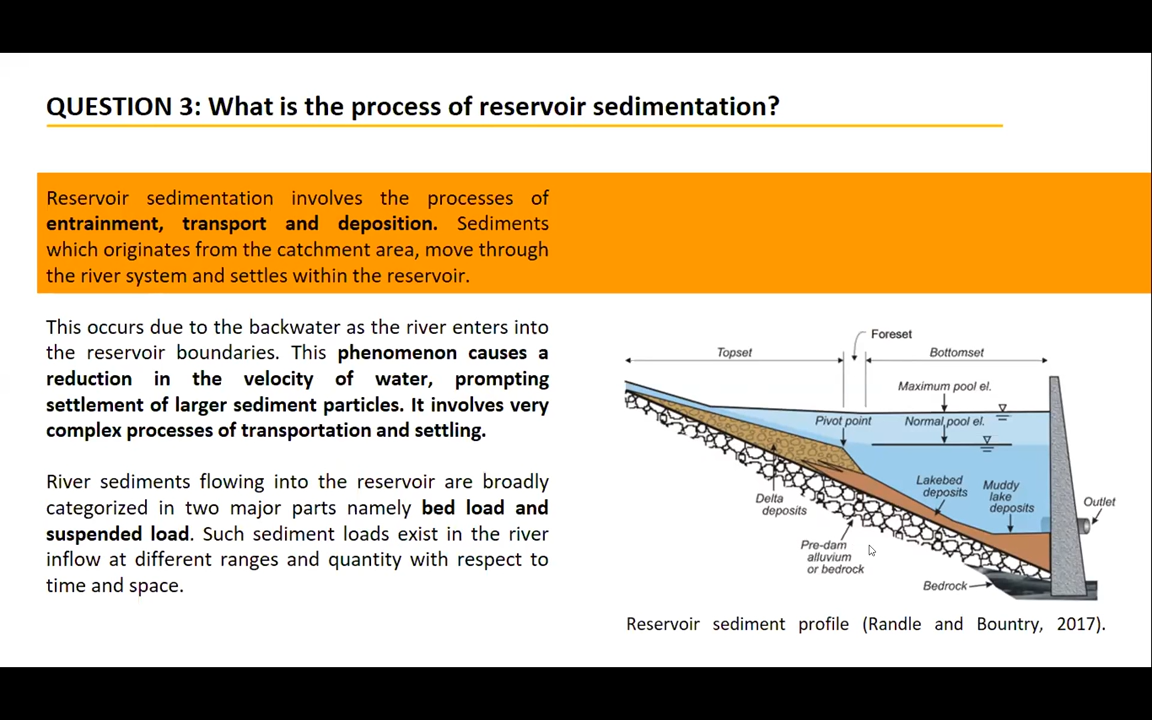 QUESTION 3: What is the process of reservoir sedimentation?
Reservoir sedimentation involves the processes of
entrainment, transport and deposition. Sediments
which originates from the catchment area, move through
the river system and settles within the reservoir.
This occurs due to the backwater as the river enters into
the reservoir boundaries. This phenomenon causes a
reduction in the velocity of water, prompting
settlement of larger sediment particles. It involves very
complex processes of transportation and settling.
River sediments flowing into the reservoir are broadly
categorized in two major parts namely bed load and
suspended load. Such sediment loads exist in the river
inflow at different ranges and quantity with respect to
time and space.
Foreset
Topset
Bottomset
Maximum pool el.
Pivot point
Normal pool el.
Lakebed
deposits
Muddy
lake
deposits
Outlet
Delta
deposits
Pre-dam
alluvium
or bedrock
Bedrock
Reservoir sediment profile (Randle and Bountry, 2017).